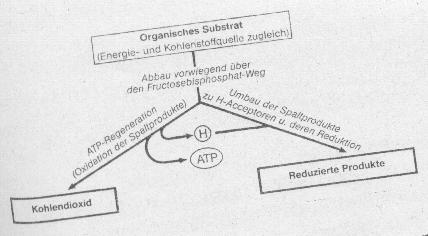 Organisches Substrat
(Energie- und Kohlenstoffquelle zugleich)
Abbau vorwiegend über
den Fructosebisphosphat-Weg
ATP-Regeneration
(Oxidation der Spaltprodukte)
Umbau der Spaltprodukte
zu H-Acceptoren u. deren Reduktion
H
ATP
Kohlendioxid
Reduzierte Produkte